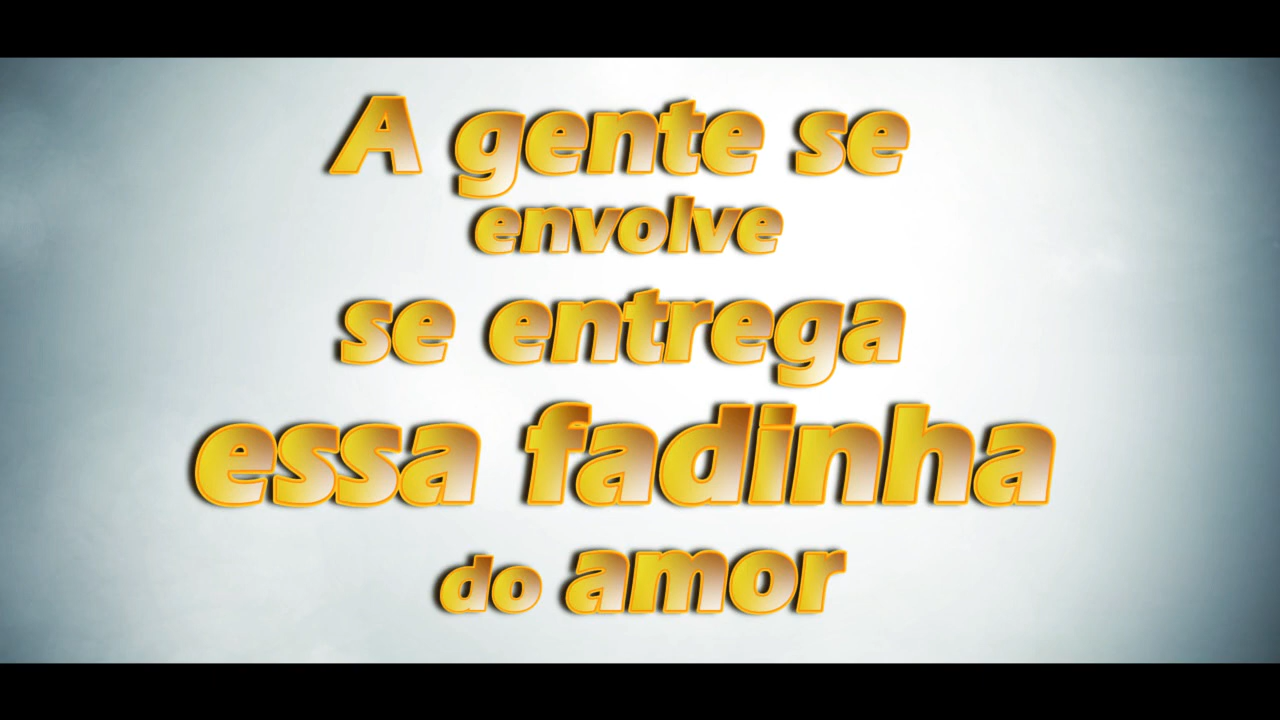 A gente se
envolve
se entrega
essa fadinha
do amor